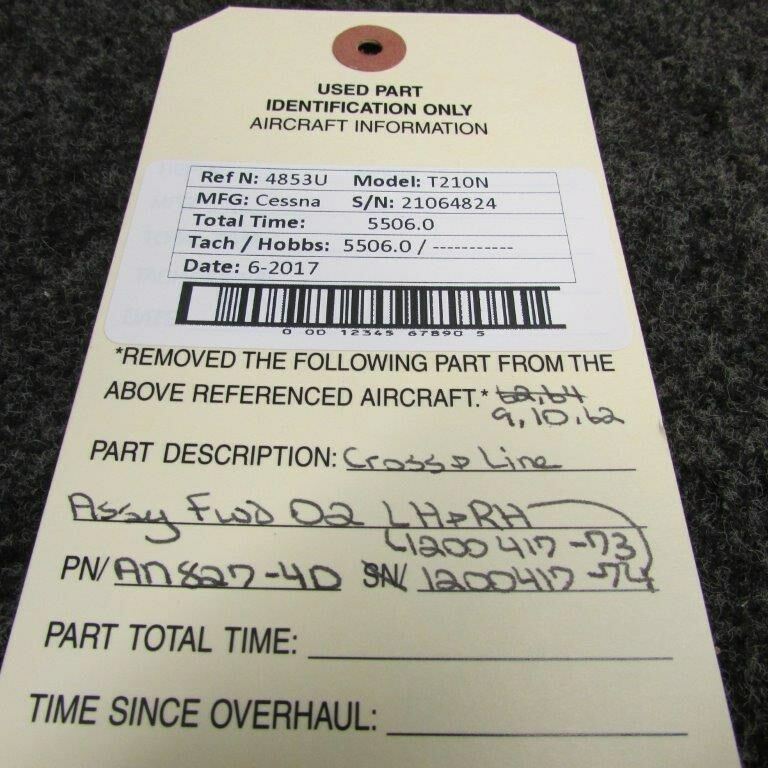 USED PART
IDENTIFICATION ONLY
AIRCRAFT INFORMATION
Ref N: 4853U Model: T210N
MFG: Cessna S/N: 21064824
Total Time: 5506.0
Tach / Hobbs: 5506.0 / -----------
Date: 6-2017
0 00 12345 67890 5
*REMOVED THE FOLLOWING PART FROM THE
ABOVE REFERENCED AIRCRAFT.* 62,64
9,10,62
PART DESCRIPTION: Cross & Line
Assy Fwd O2 LH & RH
1200417-73
PN/ AN827-4D SN/ 1200417-74
PART TOTAL TIME:
TIME SINCE OVERHAUL: